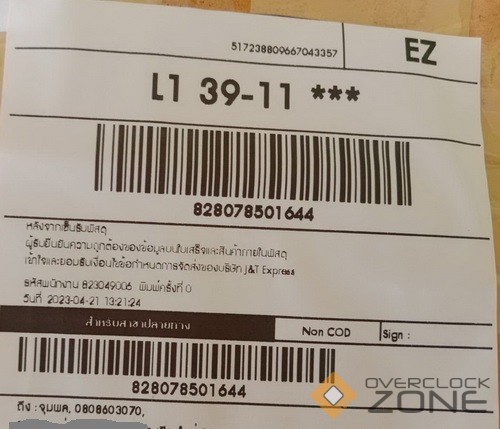 517238809667043357
EZ
L1 39-11 ***
828078501644
หลังจากเซ็นรับพัสดุ
ผู้รับยืนยันความถูกต้องของข้อมูลบนใบเสร็จและสินค้าภายในพัสดุ
เข้าใจและยอมรับเงื่อนไขข้อกำหนดการจัดส่งของบริษัท J&T Express
รหัสพนักงาน 823049006 พิมพ์ครั้งที่ 0
วันที่ 2023-04-21 13:21:24
สำหรับสาขาปลายทาง
Non COD
Sign :
828078501644
OVERCLOCK
ZONE
ถึง : จุมพล, 0808603070,